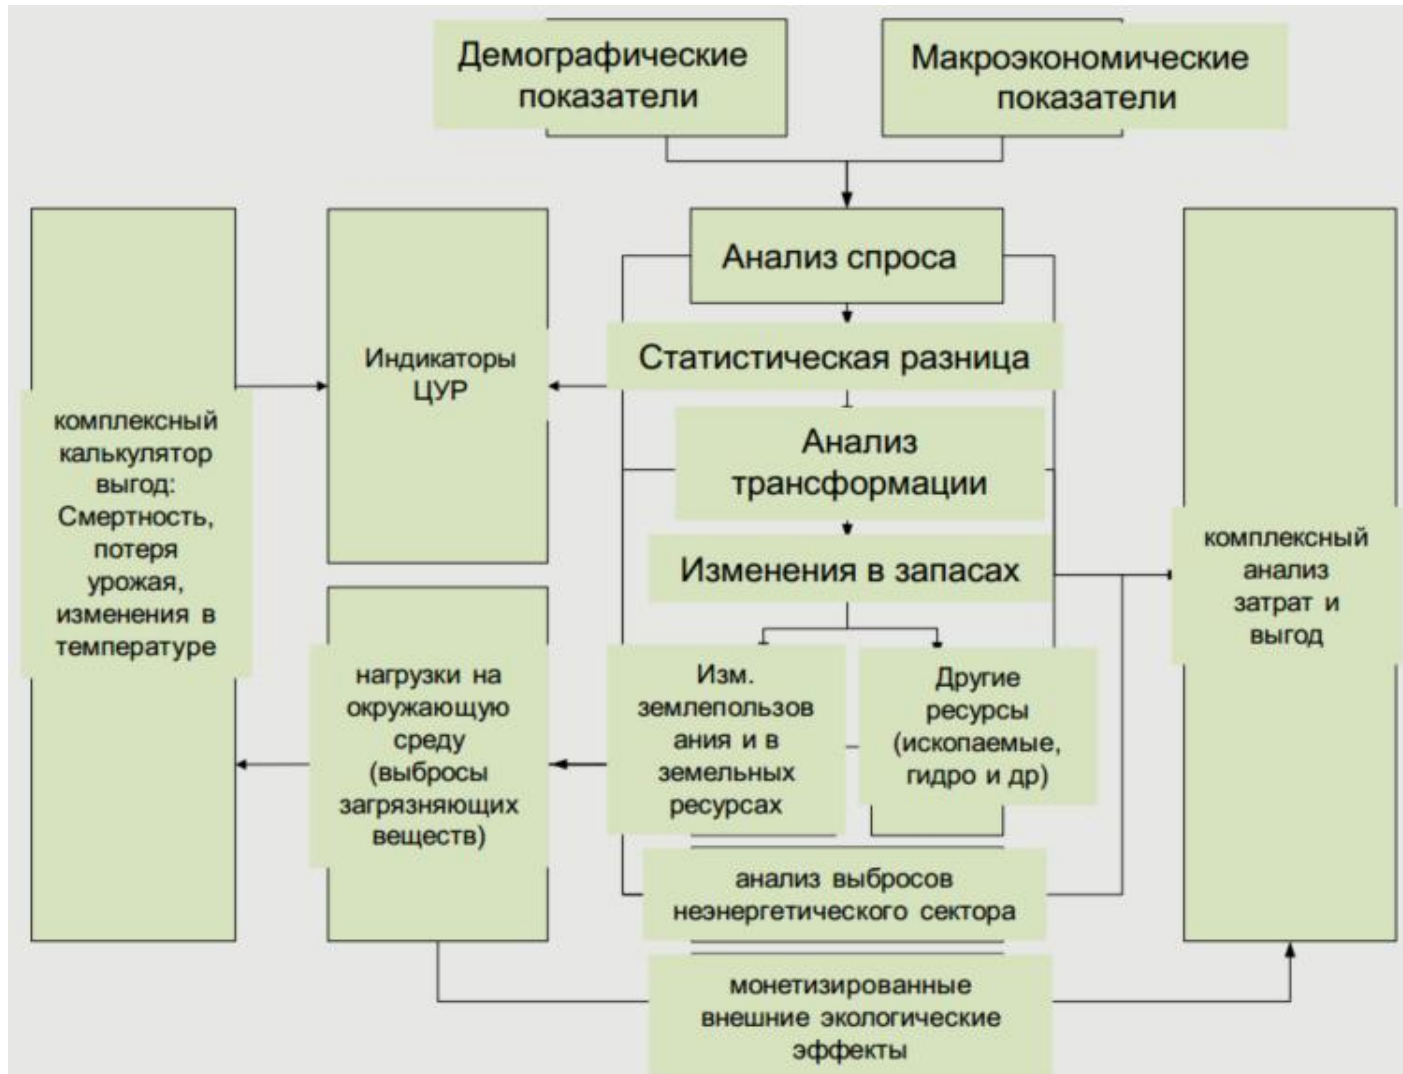 Демографические
показатели
Макроэкономические
показатели
Анализ спроса
Статистическая разница
Индикаторы
ЦУР
комплексный
калькулятор
выгод:
Смертность,
потеря
урожая,
изменения в
температуре
Анализ
трансформации
Изменения в запасах
комплексный
анализ
затрат и
выгод
нагрузки на
окружающую
среду
(выбросы
загрязняющих
веществ)
Изм.
землепользов
ания и в
земельных
ресурсах
Другие
ресурсы
(ископаемые,
гидро и др)
анализ выбросов
неэнергетического сектора
монетизированные
внешние экологические
эффекты